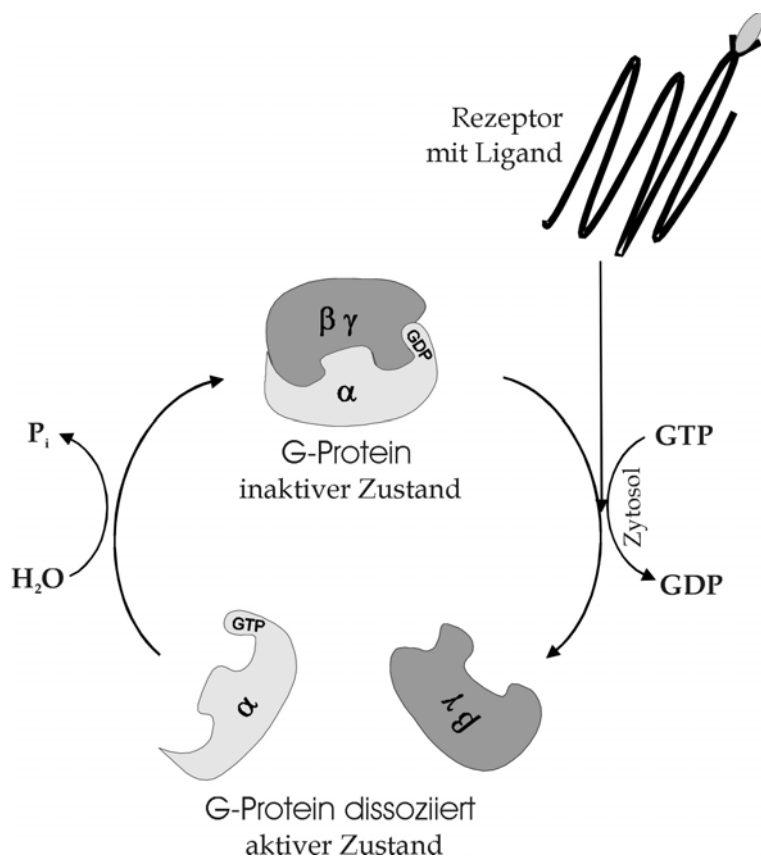 Rezeptor
mit Ligand
β γ
GDP
α
G-Protein
inaktiver Zustand
P i
GTP
Zytosol
H₂O
GDP
GTP
α
β γ
G-Protein dissoziiert
aktiver Zustand